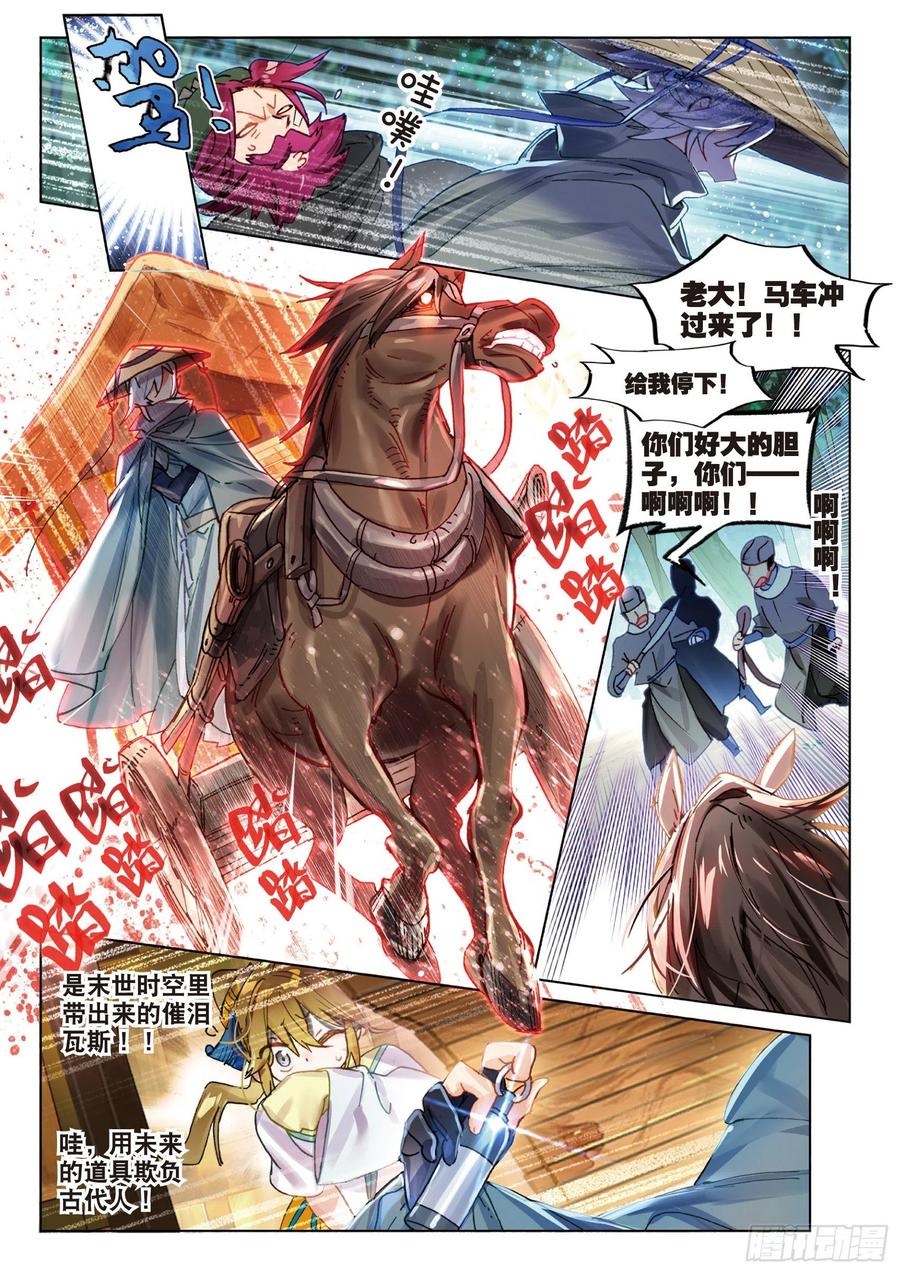 驾！
哇噗！
老大！马车冲
过来了！！
给我停下！
你们好大的胆
子，你们——
啊啊啊！！
啊啊啊！
踏
踏
踏
踏
踏
踏
踏
踏
踏
踏
是末世时空里
带出来的催泪
瓦斯！！
哇，用未来
的道具欺负
古代人！
腾讯动漫